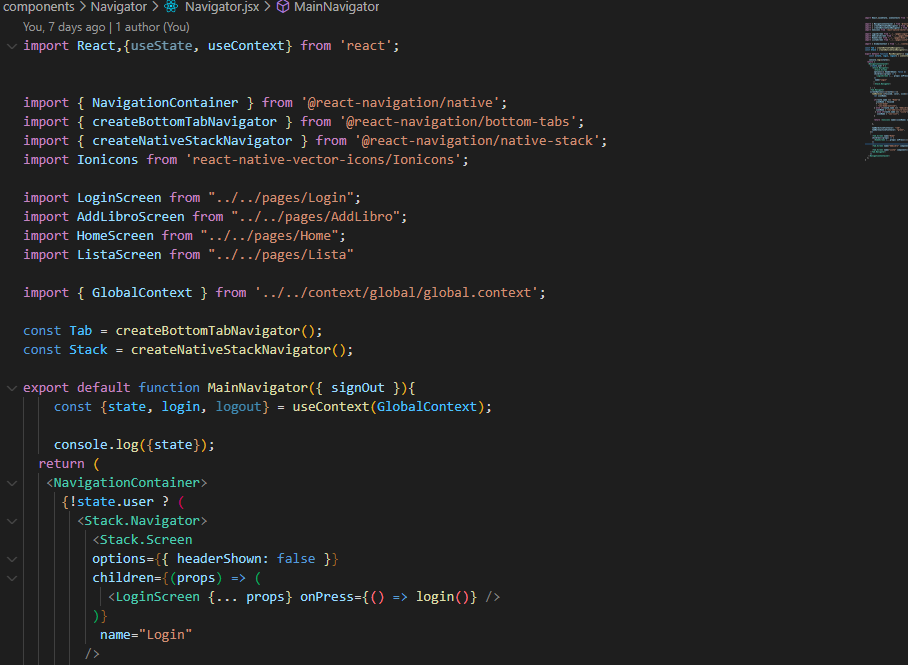 components > Navigator > Navigator.jsx > MainNavigator
You, 7 days ago | 1 author (You)
import React,{useState, useContext} from 'react';
import { NavigationContainer } from '@react-navigation/native';
import { createBottomTabNavigator } from '@react-navigation/bottom-tabs';
import { createNativeStackNavigator } from '@react-navigation/native-stack';
import Ionicons from 'react-native-vector-icons/Ionicons';
import LoginScreen from "../../pages/Login";
import AddLibroScreen from "../../pages/AddLibro";
import HomeScreen from "../../pages/Home";
import ListaScreen from "../../pages/Lista"
import { GlobalContext } from '../../context/global/global.context';
const Tab = createBottomTabNavigator();
const Stack = createNativeStackNavigator();
export default function MainNavigator({ signOut }){
const {state, login, logout} = useContext(GlobalContext);
console.log({state});
return (
<NavigationContainer>
{!state.user ? (
<Stack.Navigator>
<Stack.Screen
options={{ headerShown: false }}
children={(props) => (
<LoginScreen {... props} onPress={() => login()} />
)}
name="Login"
/>